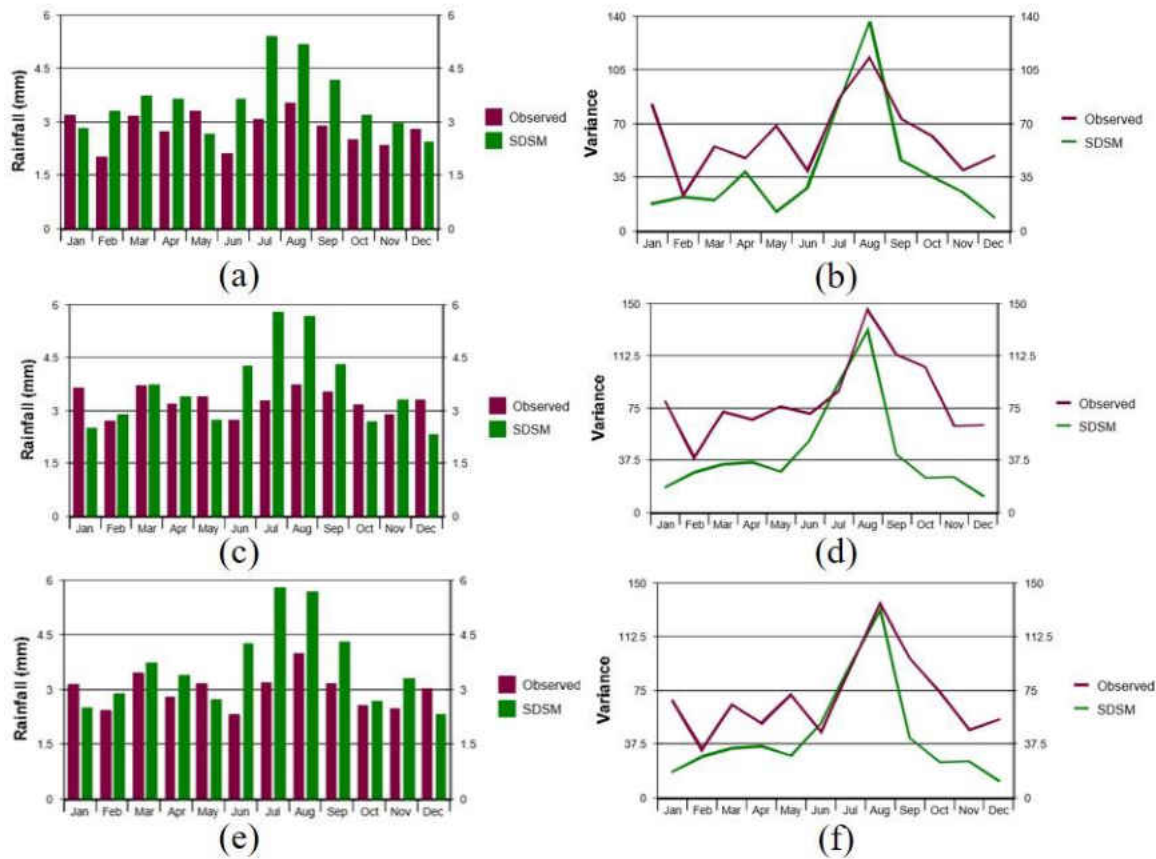 6 6
4.5 4.5
3 3
1.5 1.5
0 0
Rainfall (mm)
Jan Feb Mar Apr May Jun Jul Aug Sep Oct Nov Dec
Observed
SDSM
(a)
140 140
105 105
70 70
35 35
0 0
Variance
Jan Feb Mar Apr May Jun Jul Aug Sep Oct Nov Dec
Observed
SDSM
(b)
6 6
4.5 4.5
3 3
1.5 1.5
0 0
Rainfall (mm)
Jan Feb Mar Apr May Jun Jul Aug Sep Oct Nov Dec
Observed
SDSM
(c)
150 150
112.5 112.5
75 75
37.5 37.5
0 0
Variance
Jan Feb Mar Apr May Jun Jul Aug Sep Oct Nov Dec
Observed
SDSM
(d)
6 6
4.5 4.5
3 3
1.5 1.5
0 0
Rainfall (mm)
Jan Feb Mar Apr May Jun Jul Aug Sep Oct Nov Dec
Observed
SDSM
(e)
150 150
112.5 112.5
75 75
37.5 37.5
0 0
Variance
Jan Feb Mar Apr May Jun Jul Aug Sep Oct Nov Dec
Observed
SDSM
(f)